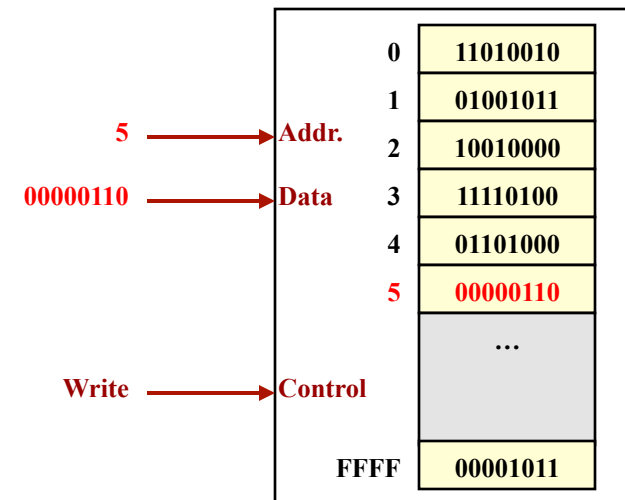 0 11010010
1 01001011
5 Addr.
2 10010000
00000110 Data 3 11110100
4 01101000
5 00000110
...
Write Control
FFFF 00001011